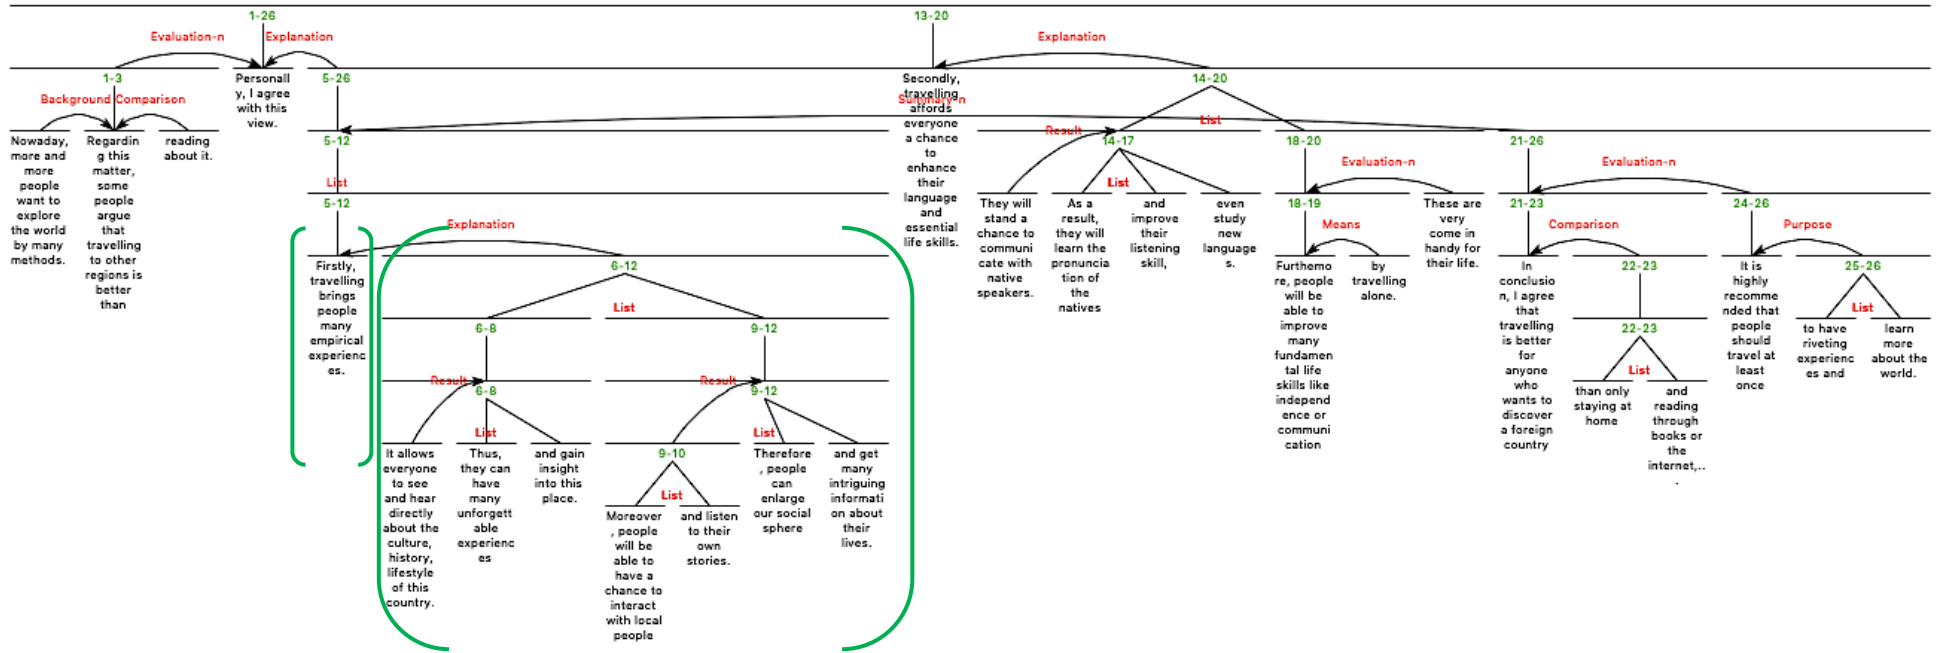 1-26
13-20
Evaluation-n
Explanation
Explanation
1-3
Personall
y, I agree
with this
view.
5-26
Secondly,
travelling
affords
everyone
a chance
to
enhance
their
language
and
essential
life skills.
14-20
Background
Comparison
Summary-n
Result
List
Nowaday,
more and
more
people
want to
explore
the world
by many
methods.
Regardin
g this
matter,
some
people
argue
that
travelling
to other
regions is
better
than
reading
about it.
5-12
14-17
18-20
21-26
List
List
Evaluation-n
Evaluation-n
5-12
They will
stand a
chance to
communi
cate with
native
speakers.
As a
result,
they will
learn the
pronuncia
tion of
the
natives
and
improve
their
listening
skill,
even
study
new
language
s.
18-19
These are
very
come in
handy for
their life.
21-23
24-26
Explanation
Means
Comparison
Purpose
Firstly,
travelling
brings
people
many
empirical
experienc
es.
6-12
Furthemo
re, people
will be
able to
improve
many
fundamen
tal life
skills like
independ
ence or
communi
cation
by
travelling
alone.
In
conclusio
n, I agree
that
travelling
is better
for
anyone
who
wants to
discover
a foreign
country
22-23
It is
highly
recomme
nded that
people
should
travel at
least
once
25-26
List
List
6-8
9-12
22-23
to have
riveting
experienc
es and
learn
more
about the
world.
Result
Result
List
6-8
9-12
than only
staying at
home
and
reading
through
books or
the
internet,..
.
List
List
It allows
everyone
to see
and hear
directly
about the
culture,
history,
lifestyle
of this
country.
Thus,
they can
have
many
unforgett
able
experienc
es
and gain
insight
into this
place.
9-10
Therefore
, people
can
enlarge
our social
sphere
and get
many
intriguing
informati
on about
their
lives.
List
Moreover
, people
will be
able to
have a
chance to
interact
with local
people
and listen
to their
own
stories.